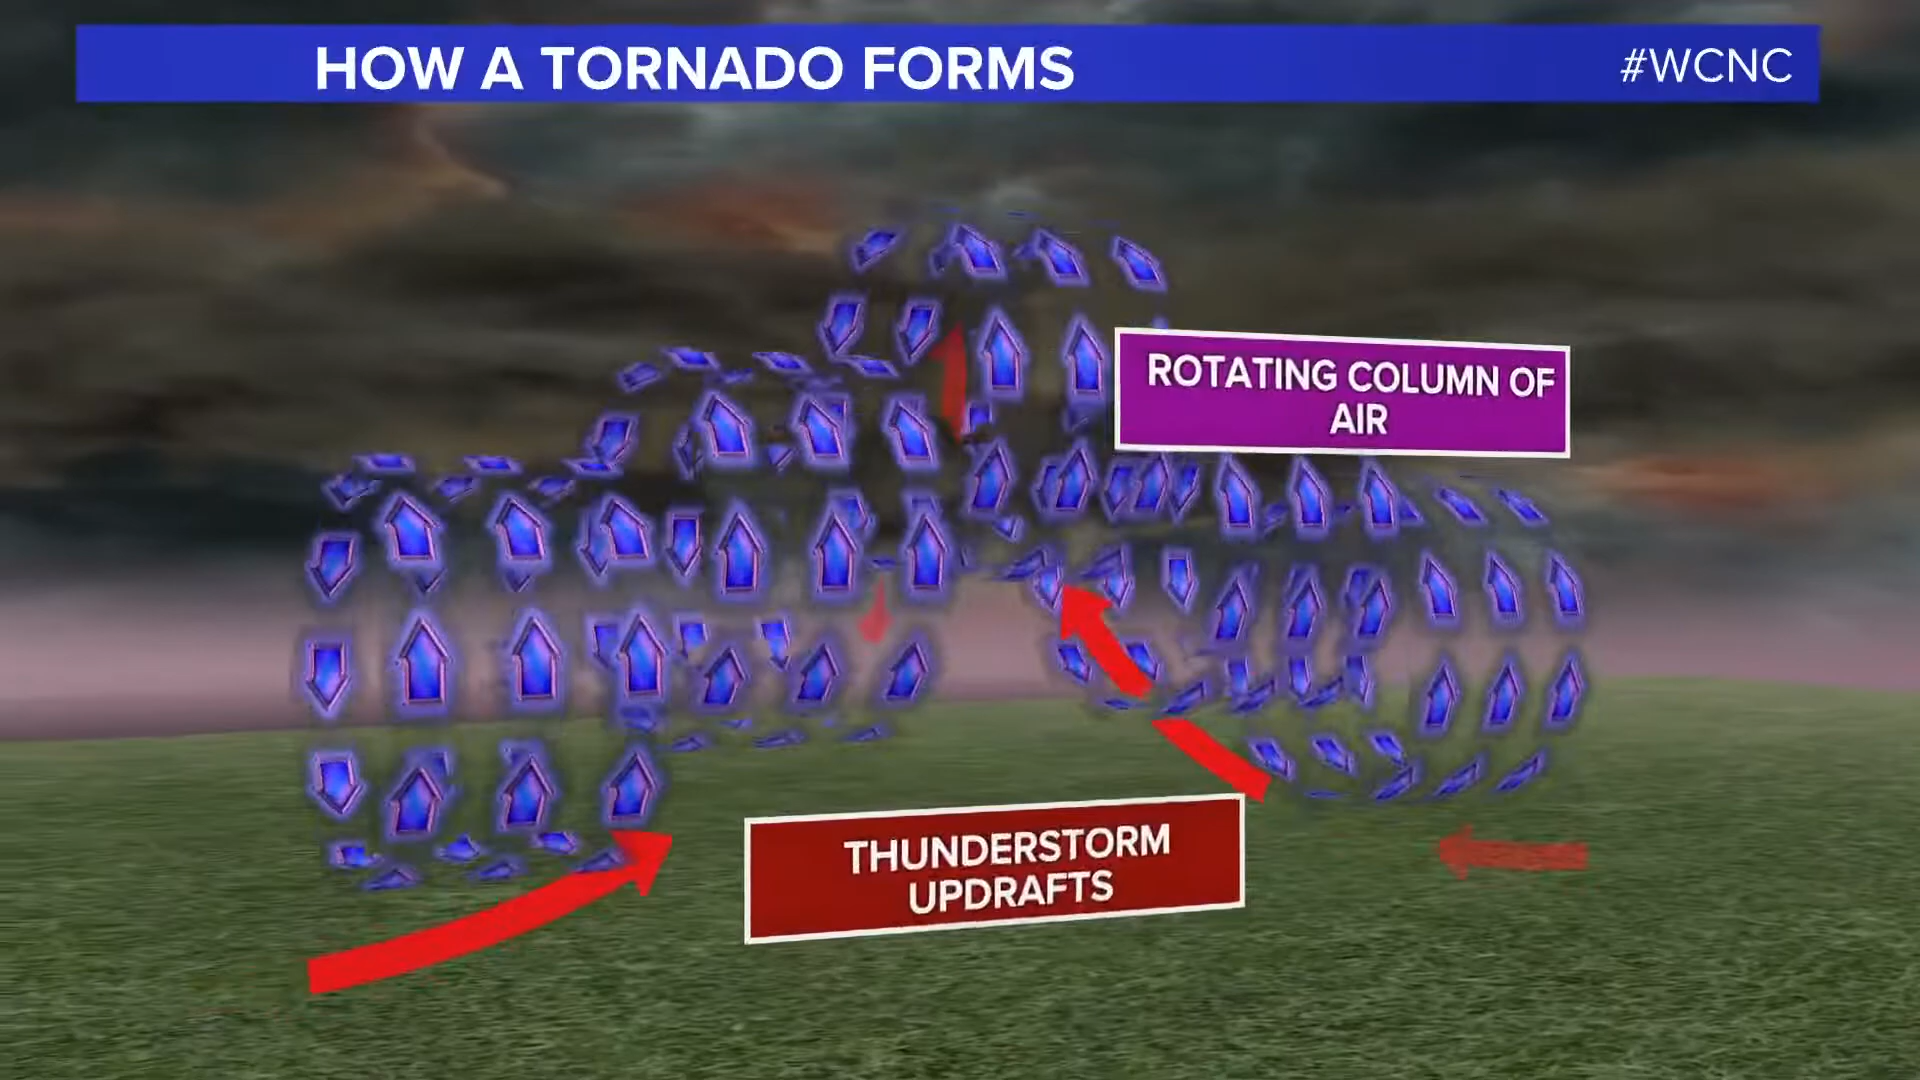 HOW A TORNADO FORMS
#WCNC
ROTATING COLUMN OF
AIR
THUNDERSTORM
UPDRAFTS